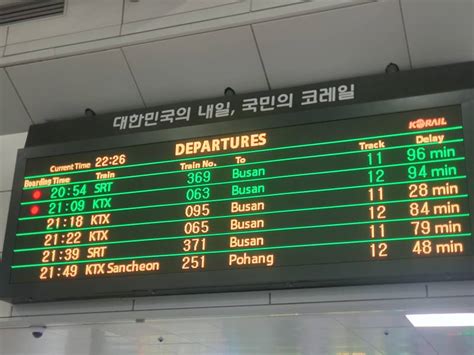 대한민국의 내일, 국민의 코레일
DEPARTURES KORAIL
Current Time 22:26
Boarding Time Train Train No. To Track Delay
20:54 SRT 369 Busan 11 96 min
21:09 KTX 063 Busan 12 94 min
21:18 KTX 095 Busan 11 28 min
21:22 KTX 065 Busan 12 84 min
21:29 SRT 371 Busan 11 79 min
21:49 KTX Sancheon 251 Pohang 12 48 min